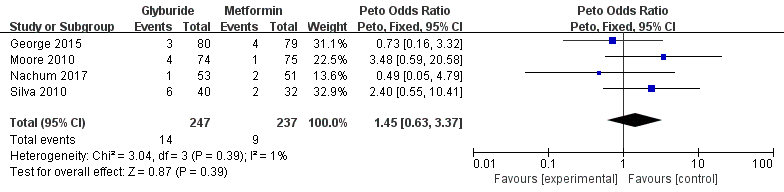 Glyburide Metformin Peto Odds Ratio Peto Odds Ratio
Study or Subgroup Events Total Events Total Weight Peto, Fixed, 95% CI Peto, Fixed, 95% CI
George 2015 3 80 4 79 31.1% 0.73 [0.16, 3.32]
Moore 2010 4 74 1 75 22.5% 3.48 [0.59, 20.58]
Nachum 2017 1 53 2 51 13.6% 0.49 [0.05, 4.79]
Silva 2010 6 40 2 32 32.9% 2.40 [0.55, 10.41]
Total (95% CI) 247 237 100.0% 1.45 [0.63, 3.37]
Total events 14 9
Heterogeneity: Chi² = 3.04, df = 3 (P = 0.39); I² = 1%
Test for overall effect: Z = 0.87 (P = 0.39)
0.01 0.1 1 10 100
Favours [experimental] Favours [control]